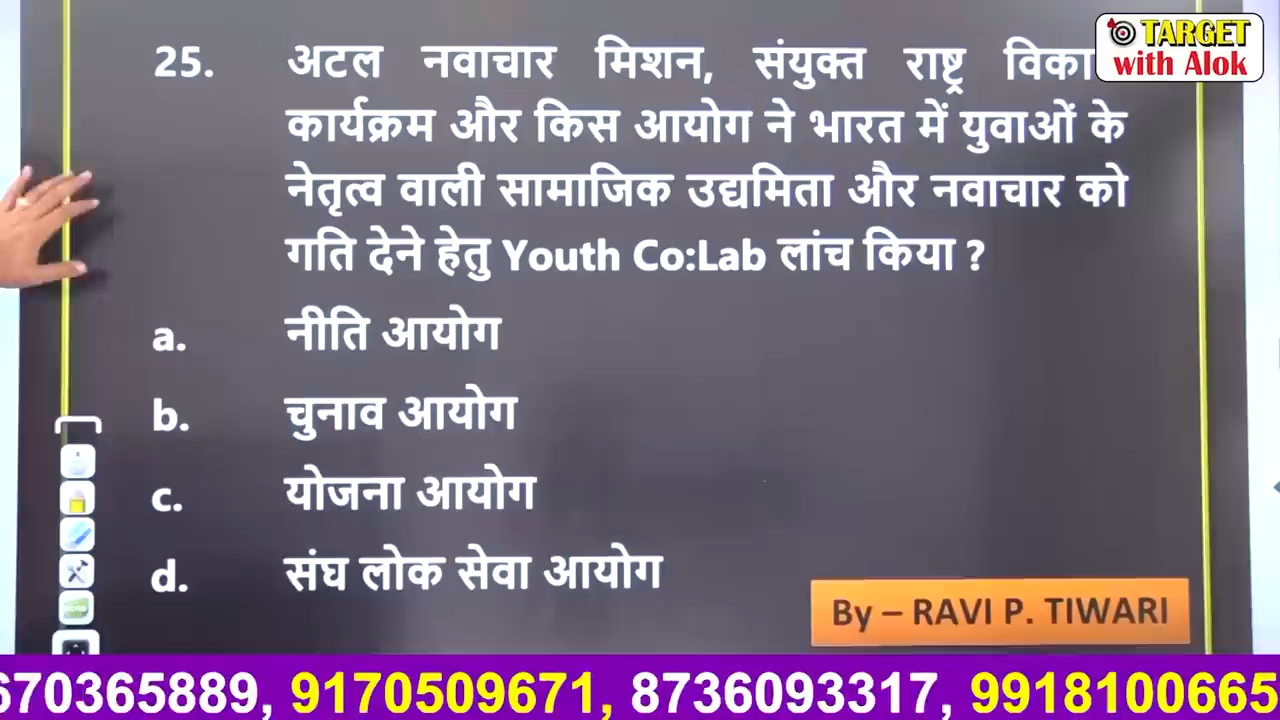 25. अटल नवाचार मिशन, संयुक्त राष्ट्र
कार्यक्रम और किस आयोग ने भारत में युवाओं के
नेतृत्व वाली सामाजिक उद्यमिता और नवाचार को
गति देने हेतु Youth Co:Lab लांच किया ?
a. नीति आयोग
b. चुनाव आयोग
c. योजना आयोग
d. संघ लोक सेवा आयोग
TARGET
with Alok
By – RAVI P. TIWARI
670365889, 9170509671, 8736093317, 9918100665